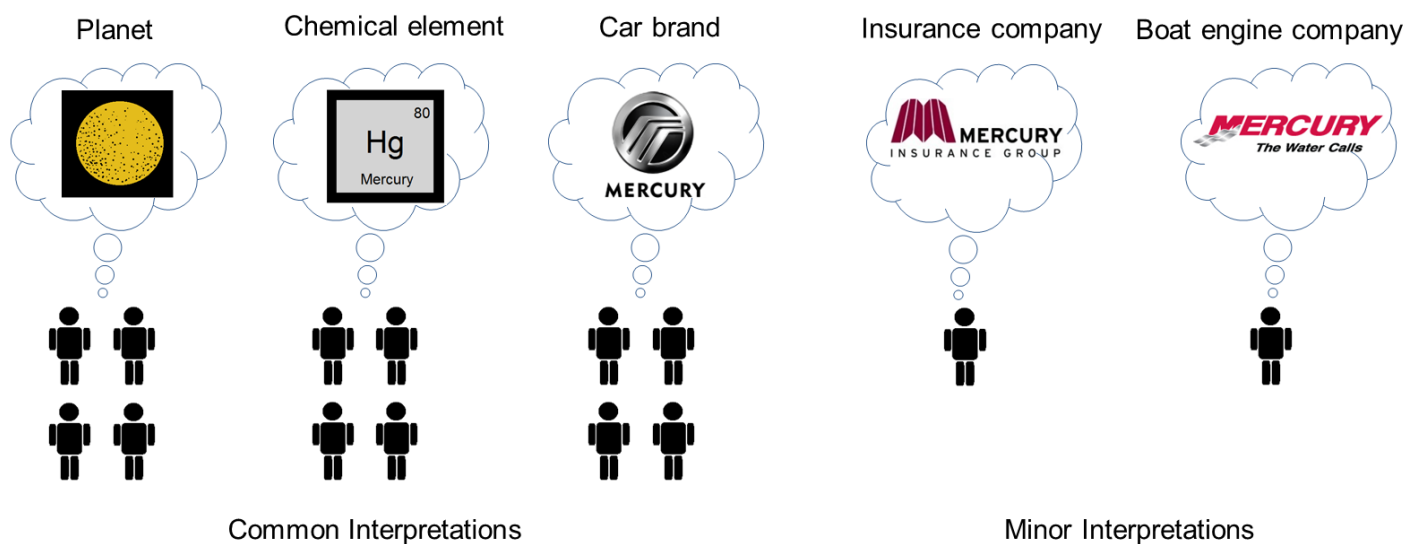 Planet
Chemical element
Car brand
Insurance company
Boat engine company
80
Hg
Mercury
MERCURY
MERCURY
INSURANCE GROUP
MERCURY
The Water Calls
Common Interpretations
Minor Interpretations